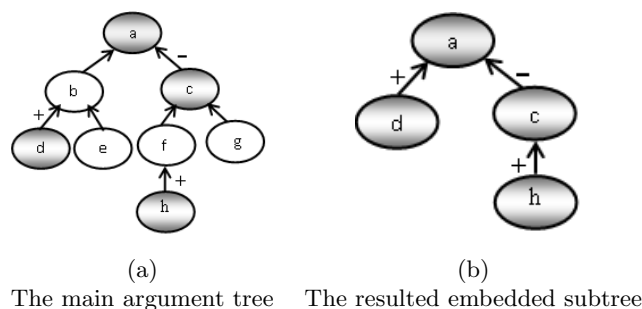 a
−
b
c
+
d
e
f
g
+
h
a
+
−
d
c
+
h
(a)
The main argument tree
(b)
The resulted embedded subtree